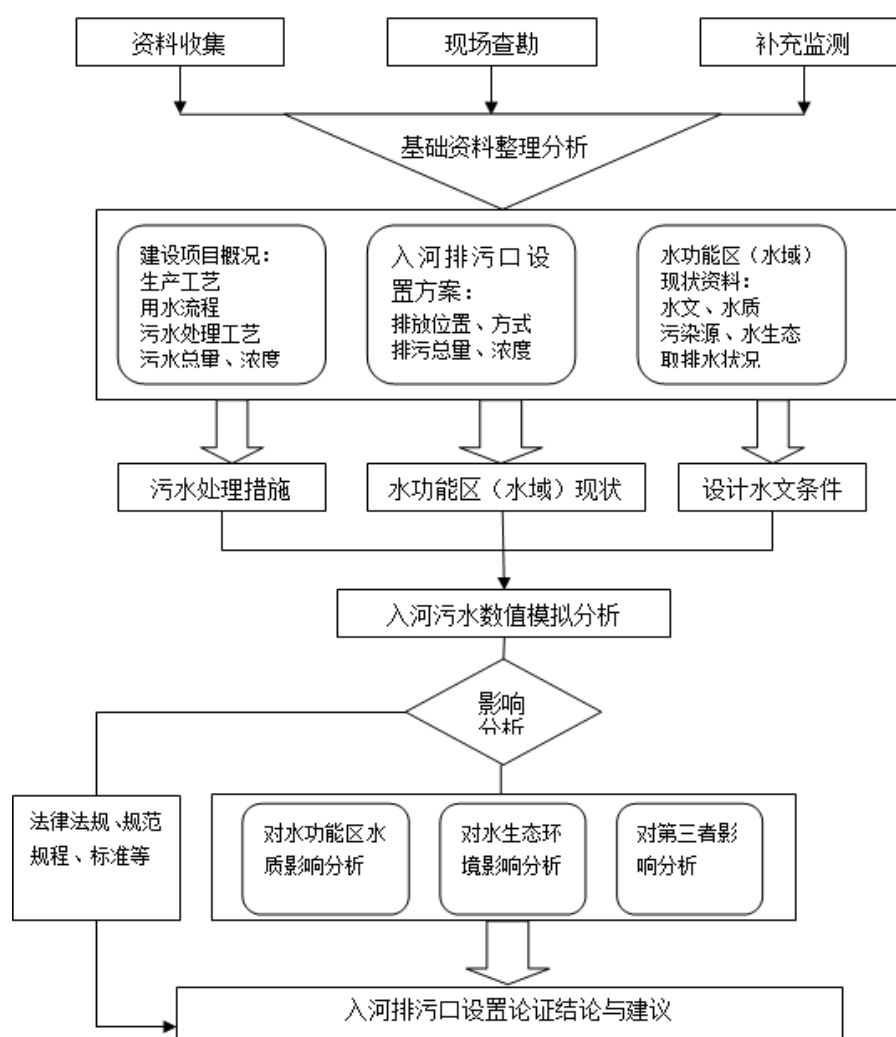 资料收集
现场查勘
补充监测
基础资料整理分析
建设项目概况：
生产工艺
用水流程
污水处理工艺
污水总量、浓度
入河排污口设
置方案：
排放位置、方式
排污总量、浓度
水功能区（水域）
现状资料：
水文、水质
污染源、水生态
取排水状况
污水处理措施
水功能区（水域）现状
设计水文条件
入河污水数值模拟分析
影响
分析
法律法规、规范
规程、标准等
对水功能区水
质影响分析
对水生态环
境影响分析
对第三者影
响分析
入河排污口设置论证结论与建议